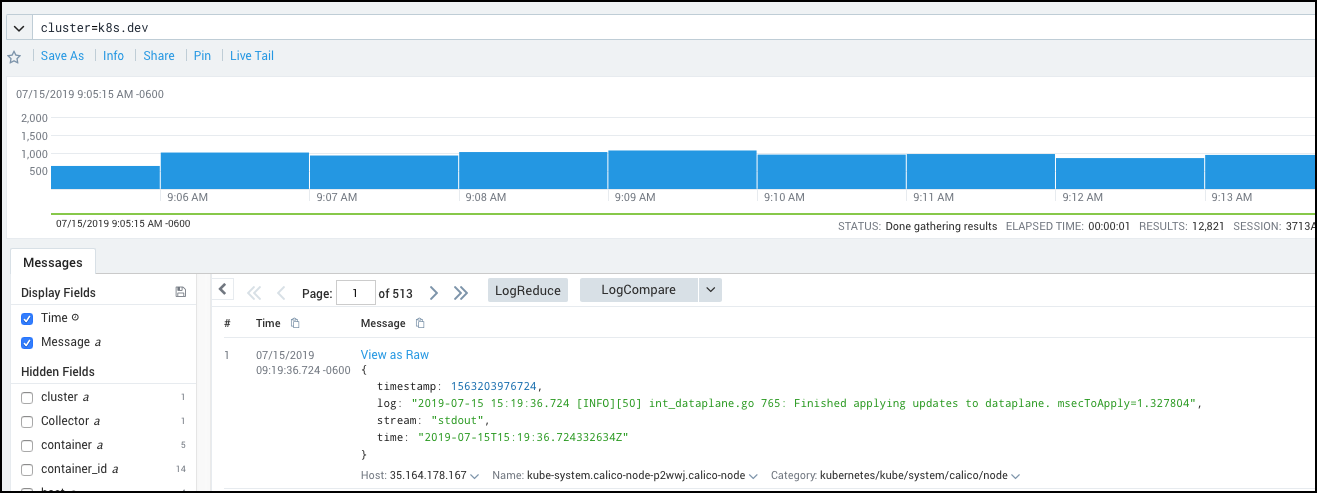 cluster=k8s.dev
Save As Info Share Pin Live Tail
07/15/2019 9:05:15 AM -0600
2,000
1,500
1,000
500
9:06 AM 9:07 AM 9:08 AM 9:09 AM 9:10 AM 9:11 AM 9:12 AM 9:13 AM
07/15/2019 9:05:15 AM -0600
STATUS: Done gathering results ELAPSED TIME: 00:00:01 RESULTS: 12,821 SESSION: 3713A
Messages
Display Fields
Time
Message a
Hidden Fields
cluster a 1
Collector a 1
container a 5
container_id a 14
Page: 1 of 513 LogReduce LogCompare
# Time Message
1 07/15/2019 09:19:36.724 -0600
View as Raw
{
timestamp: 1563203976724,
log: "2019-07-15 15:19:36.724 [INFO][50] int_dataplane.go 765: Finished applying updates to dataplane. msecToApply=1.327804",
stream: "stdout",
time: "2019-07-15T15:19:36.724332634Z"
}
Host: 35.164.178.167 Name: kube-system.calico-node-p2wwj.calico-node Category: kubernetes/kube/system/calico/node